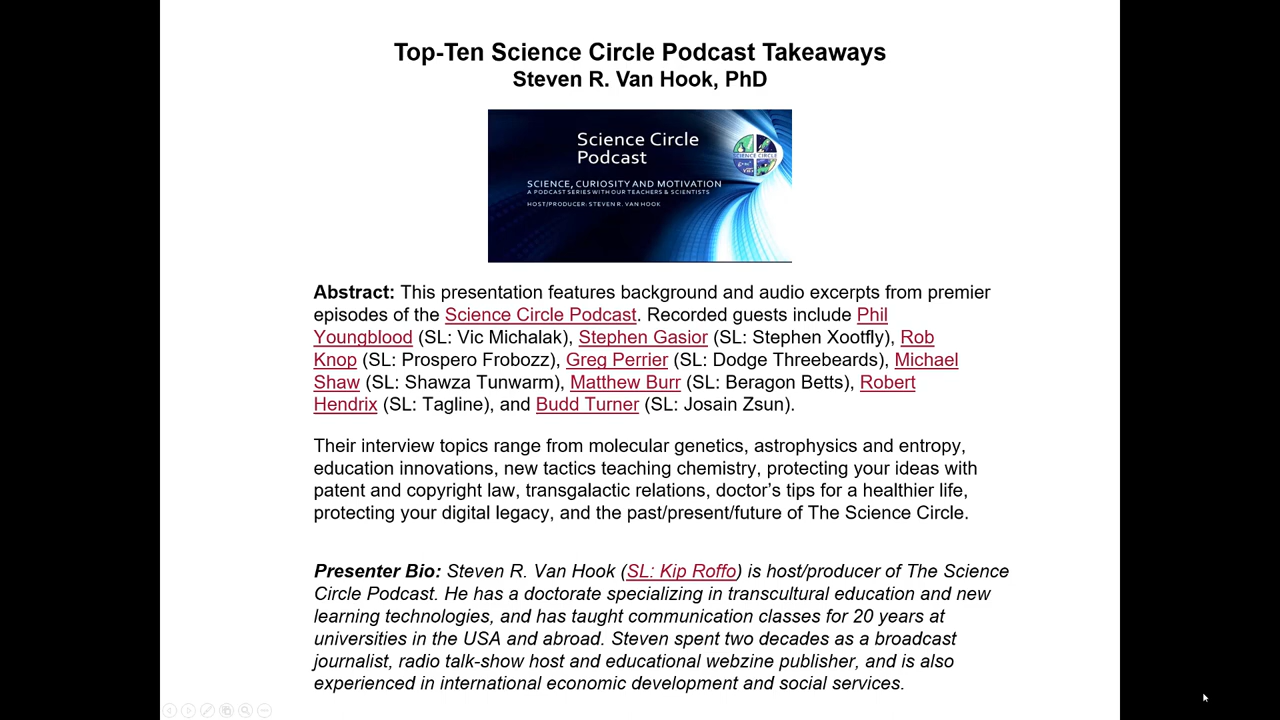 Top-Ten Science Circle Podcast Takeaways
Steven R. Van Hook, PhD
Science Circle
Podcast
SCIENCE CIRCLE
SCIENCE, CURIOSITY AND MOTIVATION
A PODCAST SERIES WITH OUR TEACHERS & SCIENTISTS
HOST/PRODUCER: STEVEN R. VAN HOOK
Abstract: This presentation features background and audio excerpts from premier
episodes of the Science Circle Podcast. Recorded guests include Phil
Youngblood (SL: Vic Michalak), Stephen Gasior (SL: Stephen Xootfly), Rob
Knop (SL: Prospero Frobozz), Greg Perrier (SL: Dodge Threebeards), Michael
Shaw (SL: Shawza Tunwarm), Matthew Burr (SL: Beragon Betts), Robert
Hendrix (SL: Tagline), and Budd Turner (SL: Josain Zsun).
Their interview topics range from molecular genetics, astrophysics and entropy,
education innovations, new tactics teaching chemistry, protecting your ideas with
patent and copyright law, transgalactic relations, doctor's tips for a healthier life,
protecting your digital legacy, and the past/present/future of The Science Circle.
Presenter Bio: Steven R. Van Hook (SL: Kip Roffo) is host/producer of The Science
Circle Podcast. He has a doctorate specializing in transcultural education and new
learning technologies, and has taught communication classes for 20 years at
universities in the USA and abroad. Steven spent two decades as a broadcast
journalist, radio talk-show host and educational webzine publisher, and is also
experienced in international economic development and social services.